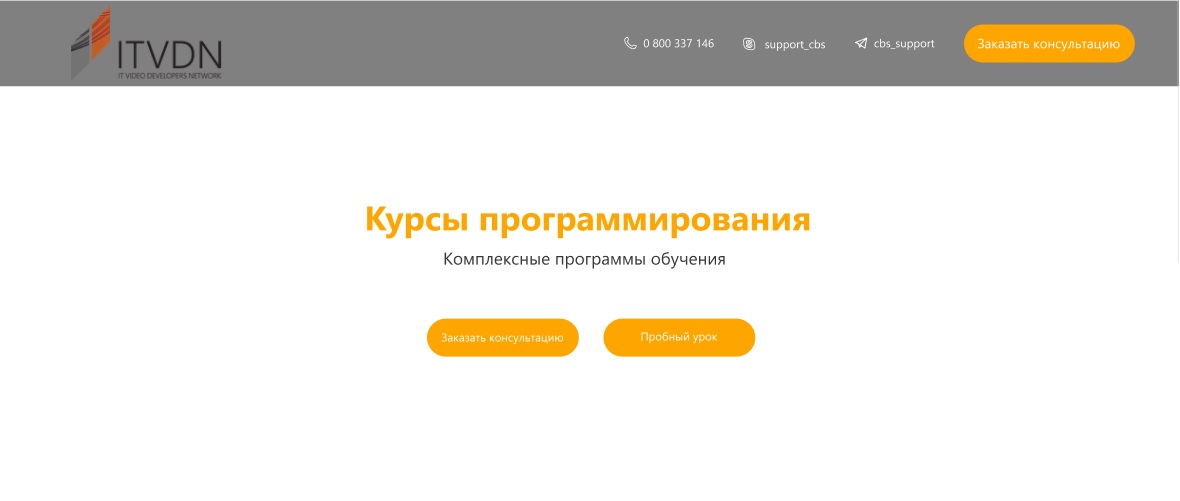 ITVDN
IT VIDEO DEVELOPERS NETWORK
0 800 337 146
support_cbs
cbs_support
Заказать консультацию
Курсы программирования
Комплексные программы обучения
Заказать консультацию
Пробный урок